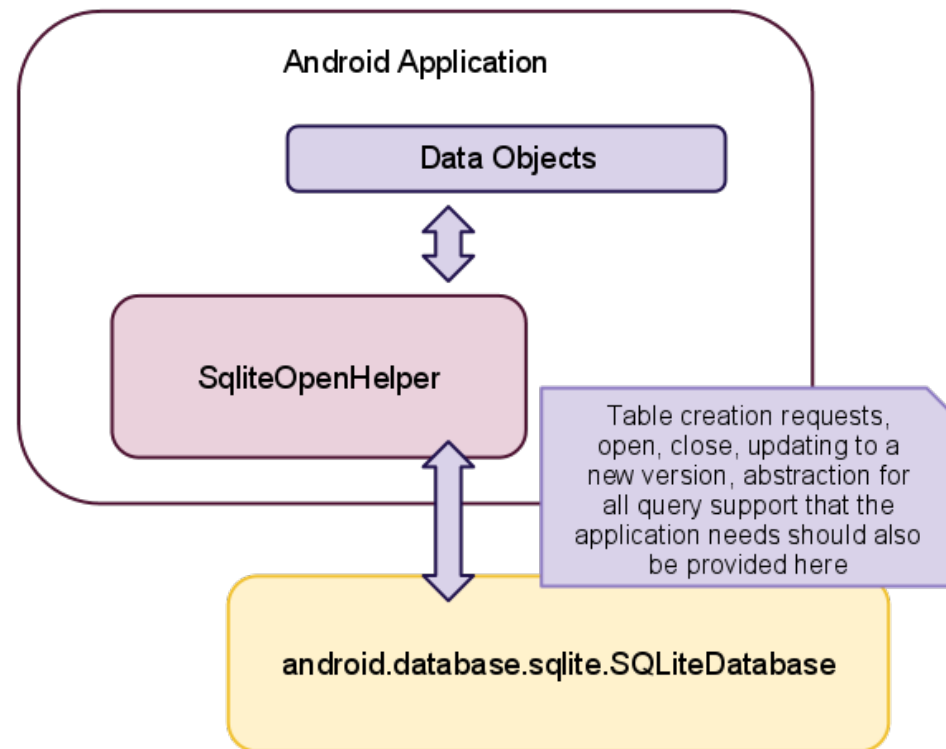 Android Application
Data Objects
SqliteOpenHelper
Table creation requests,
open, close, updating to a
new version, abstraction for
all query support that the
application needs should also
be provided here
android.database.sqlite.SQLiteDatabase